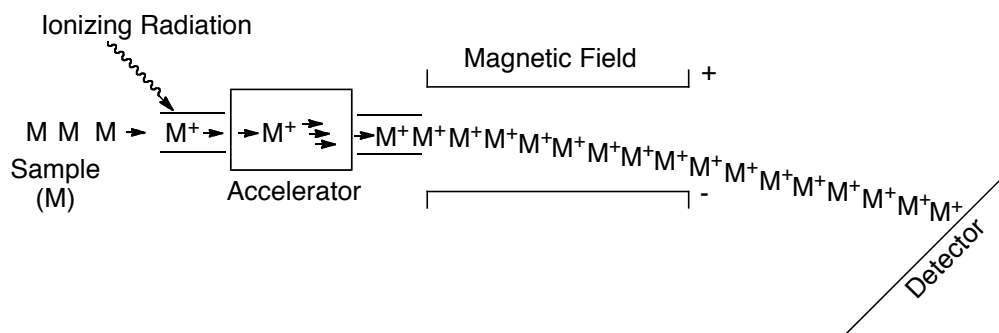 Ionizing Radiation
Magnetic Field
+
M M M M⁺ M⁺ M⁺M⁺M⁺M⁺M⁺M⁺M⁺M⁺M⁺M⁺M⁺M⁺M⁺M⁺M⁺M⁺M⁺
Sample
(M)
Accelerator
-
Detector